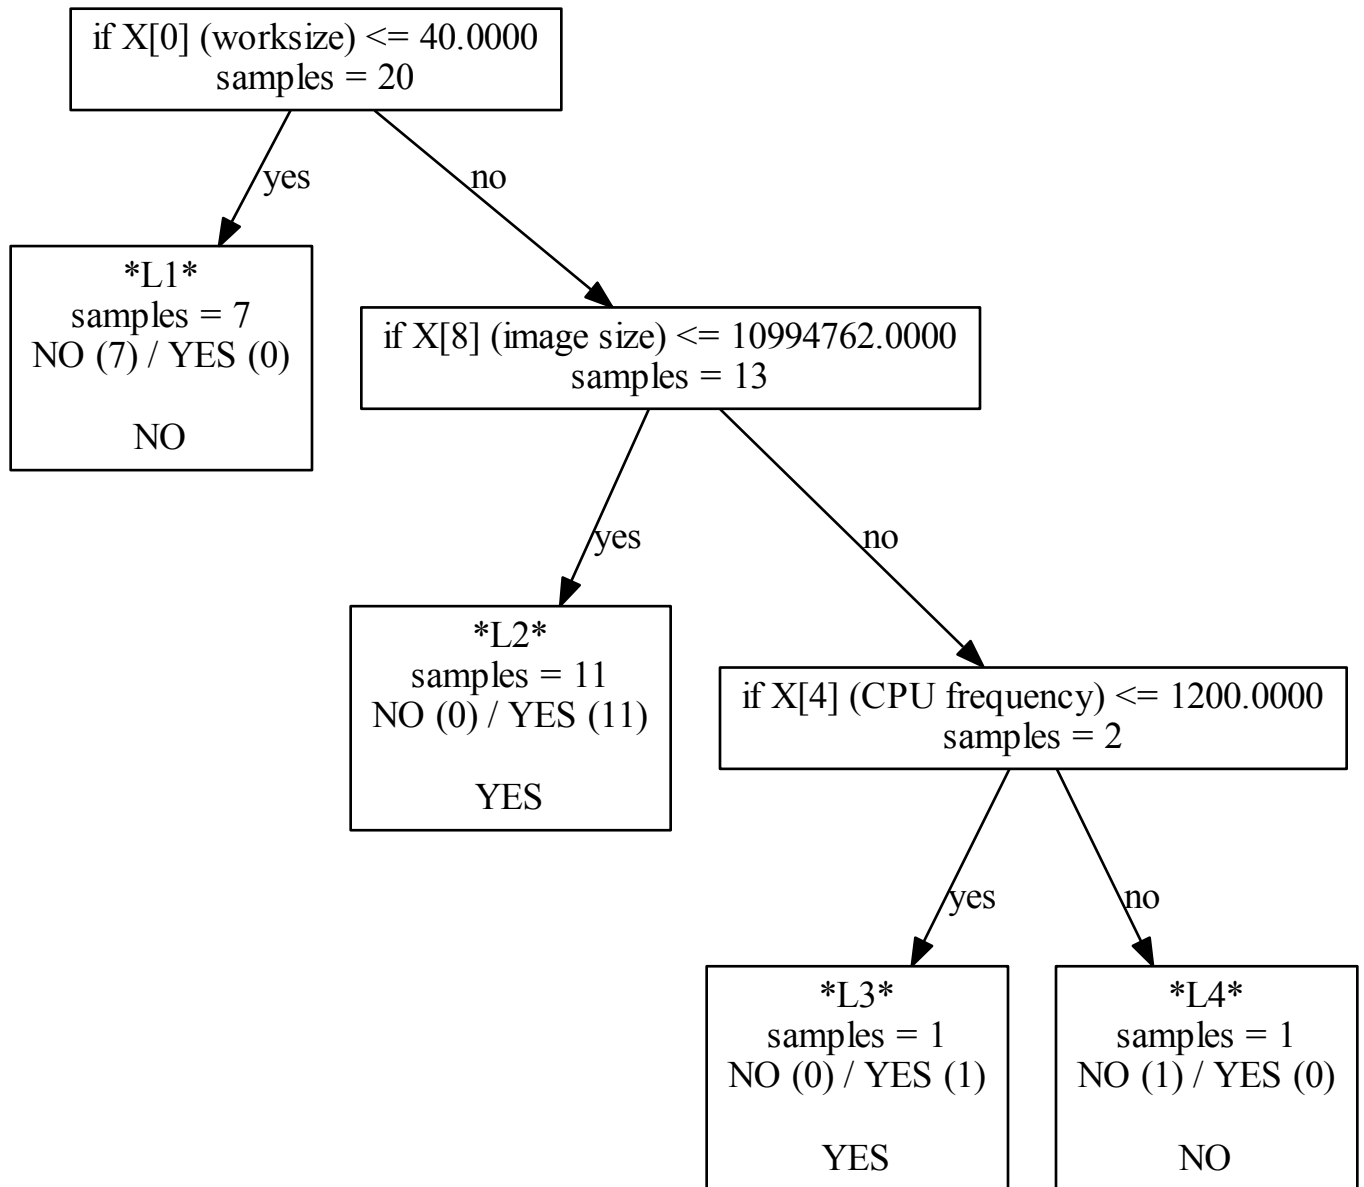 if X[0] (worksize) <= 40.0000
samples = 20
yes
no
*L1*
samples = 7
NO (7) / YES (0)
NO
if X[8] (image size) <= 10994762.0000
samples = 13
yes
no
*L2*
samples = 11
NO (0) / YES (11)
YES
if X[4] (CPU frequency) <= 1200.0000
samples = 2
yes
no
*L3*
samples = 1
NO (0) / YES (1)
YES
*L4*
samples = 1
NO (1) / YES (0)
NO